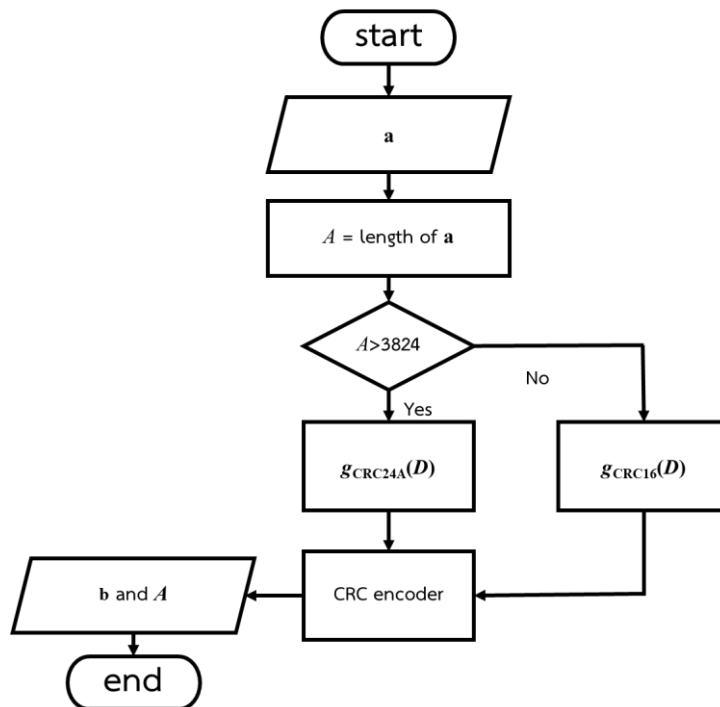 start
a
A = length of a
A>3824
No
Yes
gCRC24A(D)
gCRC16(D)
b and A
CRC encoder
end